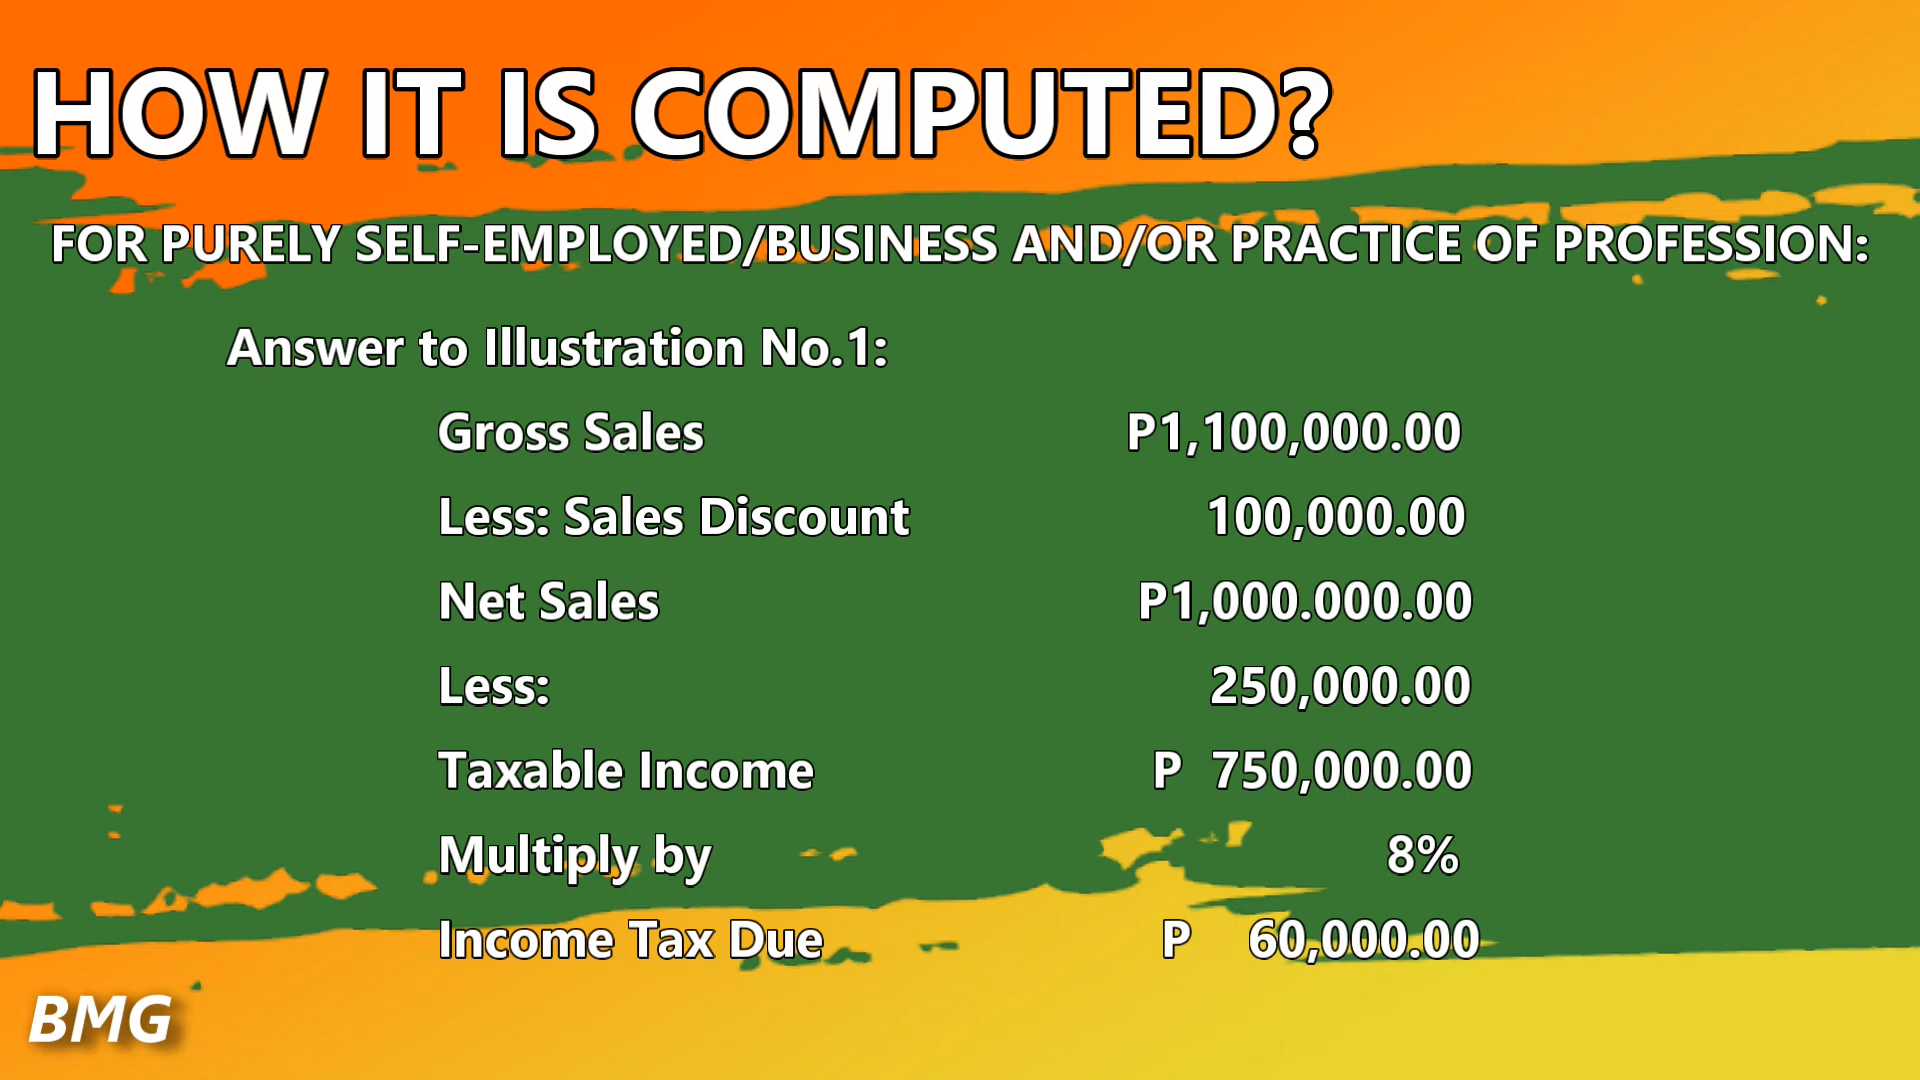 HOW IT IS COMPUTED?
FOR PURELY SELF-EMPLOYED/BUSINESS AND/OR PRACTICE OF PROFESSION:
Answer to Illustration No.1:
Gross Sales P1,100,000.00
Less: Sales Discount 100,000.00
Net Sales P1,000.000.00
Less: 250,000.00
Taxable Income P 750,000.00
Multiply by 8%
Income Tax Due P 60,000.00
BMG